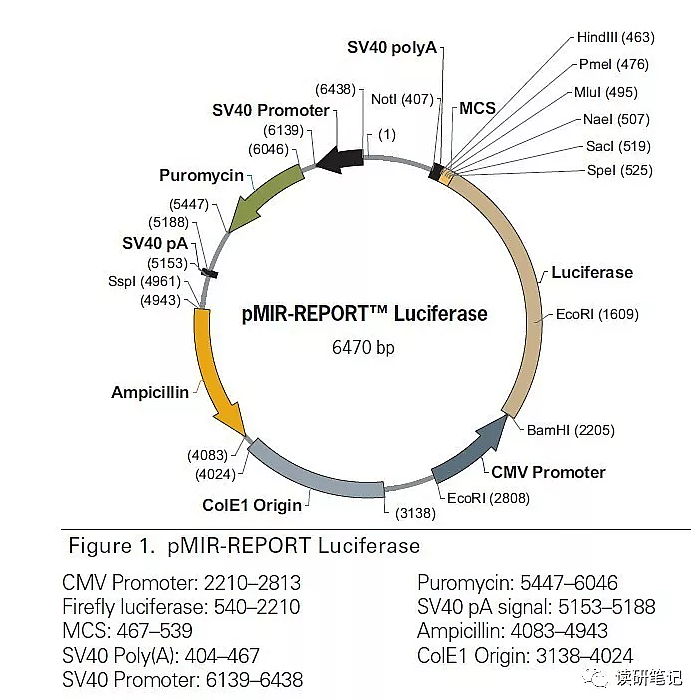 SV40 polyA
HindIII (463)
PmeI (476)
MluI (495)
NaeI (507)
SacI (519)
SpeI (525)
NotI (407)
MCS
(6438)
(1)
SV40 Promoter
(6139)
(6046)
Puromycin
(5447)
(5188)
SV40 pA
(5153)
SspI (4961)
(4943)
Luciferase
EcoRI (1609)
pMIR-REPORT™ Luciferase
6470 bp
Ampicillin
BamHI (2205)
(4083)
(4024)
CMV Promoter
EcoRI (2808)
ColE1 Origin
(3138)
Figure 1. pMIR-REPORT Luciferase
CMV Promoter: 2210–2813
Firefly luciferase: 540–2210
MCS: 467–539
SV40 Poly(A): 404–467
SV40 Promoter: 6139–6438
Puromycin: 5447–6046
SV40 pA signal: 5153–5188
Ampicillin: 4083–4943
ColE1 Origin: 3138–4024
读研笔记